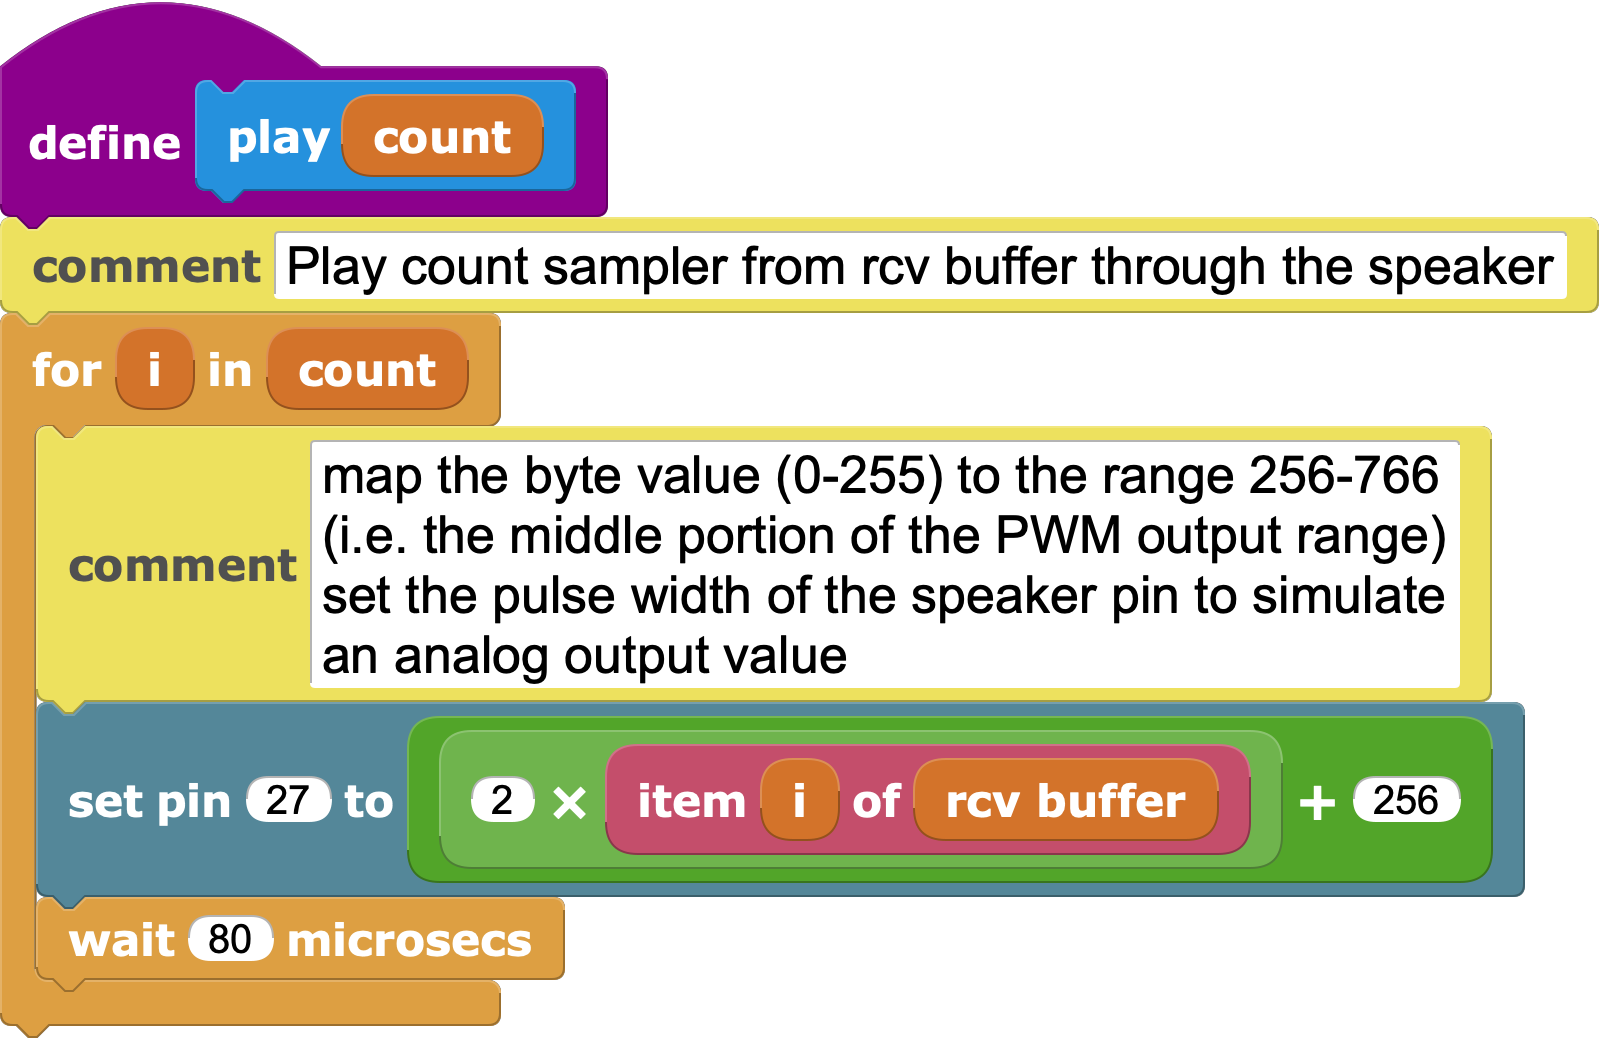 define play count
comment Play count sampler from rcv buffer through the speaker
for i in count
comment
map the byte value (0-255) to the range 256-766
(i.e. the middle portion of the PWM output range)
set the pulse width of the speaker pin to simulate
an analog output value
set pin 27 to 2 × item i of rcv buffer + 256
wait 80 microsecs